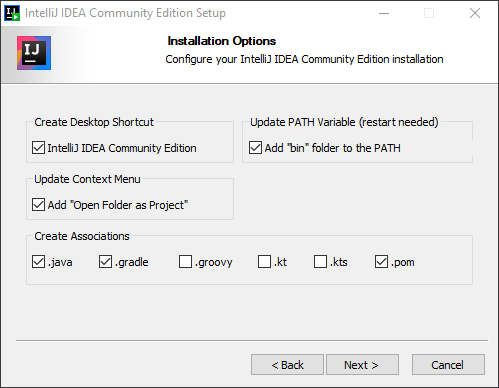 IntelliJ IDEA Community Edition Setup
IJ
Installation Options
Configure your IntelliJ IDEA Community Edition installation
Create Desktop Shortcut
IntelliJ IDEA Community Edition
Update PATH Variable (restart needed)
Add "bin" folder to the PATH
Update Context Menu
Add "Open Folder as Project"
Create Associations
.java .gradle .groovy .kt .kts .pom
< Back Next > Cancel